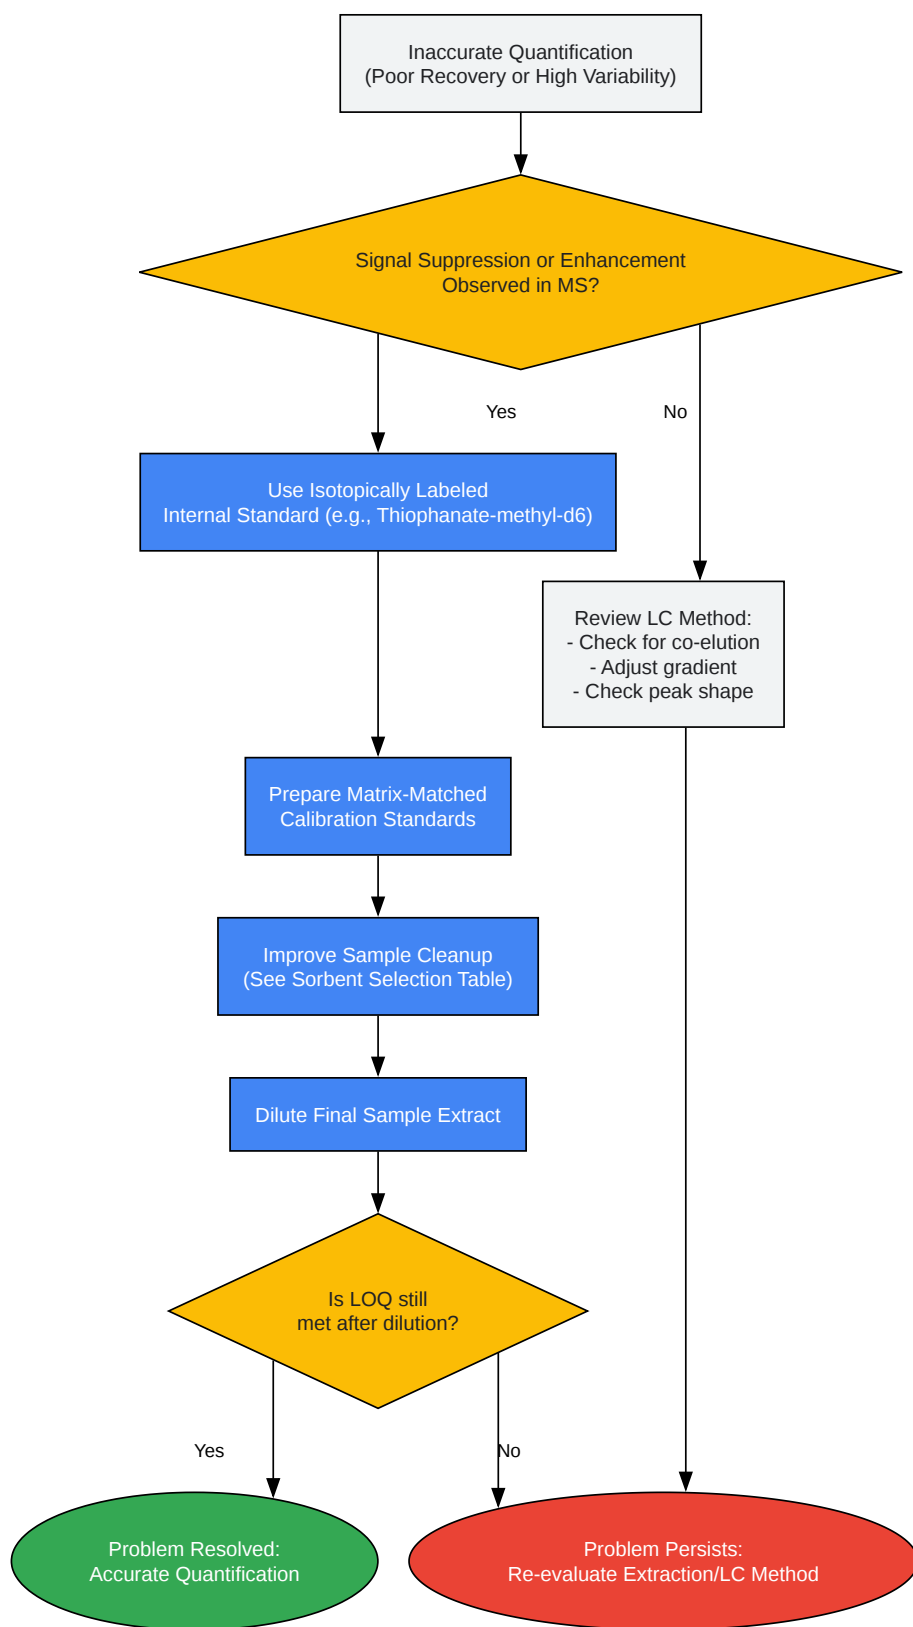 Inaccurate Quantification
(Poor Recovery or High Variability)
Signal Suppression or Enhancement
Observed in MS?
Yes
No
Use Isotopically Labeled
Internal Standard (e.g., Thiophanate-methyl-d6)
Review LC Method:
- Check for co-elution
- Adjust gradient
- Check peak shape
Prepare Matrix-Matched
Calibration Standards
Improve Sample Cleanup
(See Sorbent Selection Table)
Dilute Final Sample Extract
Is LOQ still
met after dilution?
Yes
No
Problem Resolved:
Accurate Quantification
Problem Persists:
Re-evaluate Extraction/LC Method